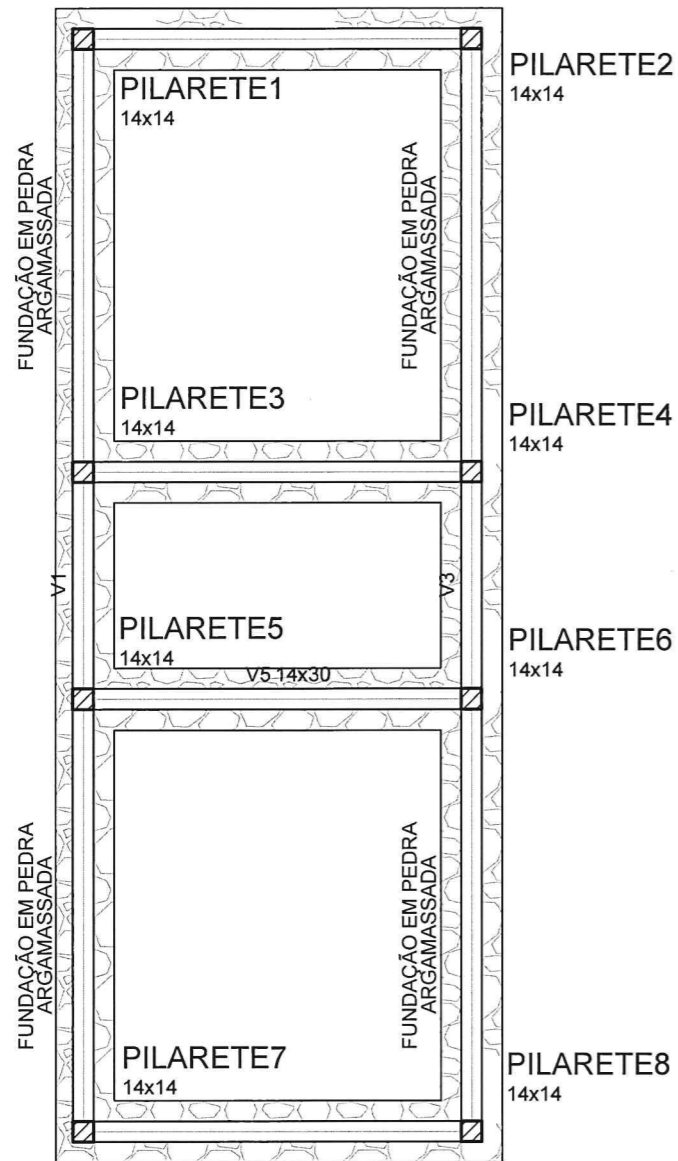 PILARETE1
14x14
PILARETE2
14x14
FUNDAÇÃO EM PEDRA
ARGAMASSADA
FUNDAÇÃO EM PEDRA
ARGAMASSADA
PILARETE3
14x14
PILARETE4
14x14
V1
V3
PILARETE5
14x14
V5 14x30
PILARETE6
14x14
FUNDAÇÃO EM PEDRA
ARGAMASSADA
FUNDAÇÃO EM PEDRA
ARGAMASSADA
PILARETE7
14x14
PILARETE8
14x14